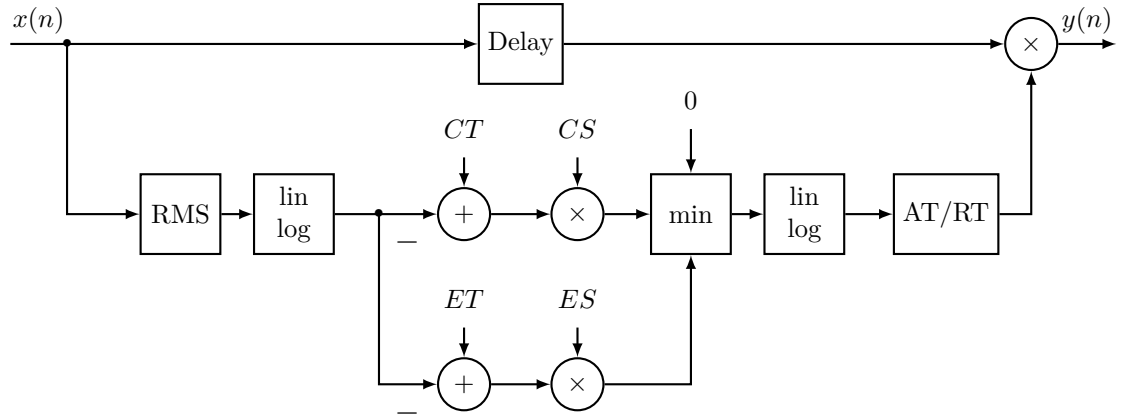 x(n)
y(n)
Delay
×
0
CT
CS
RMS
lin
log
+
×
min
lin
log
AT/RT
−
ET
ES
+
×
−